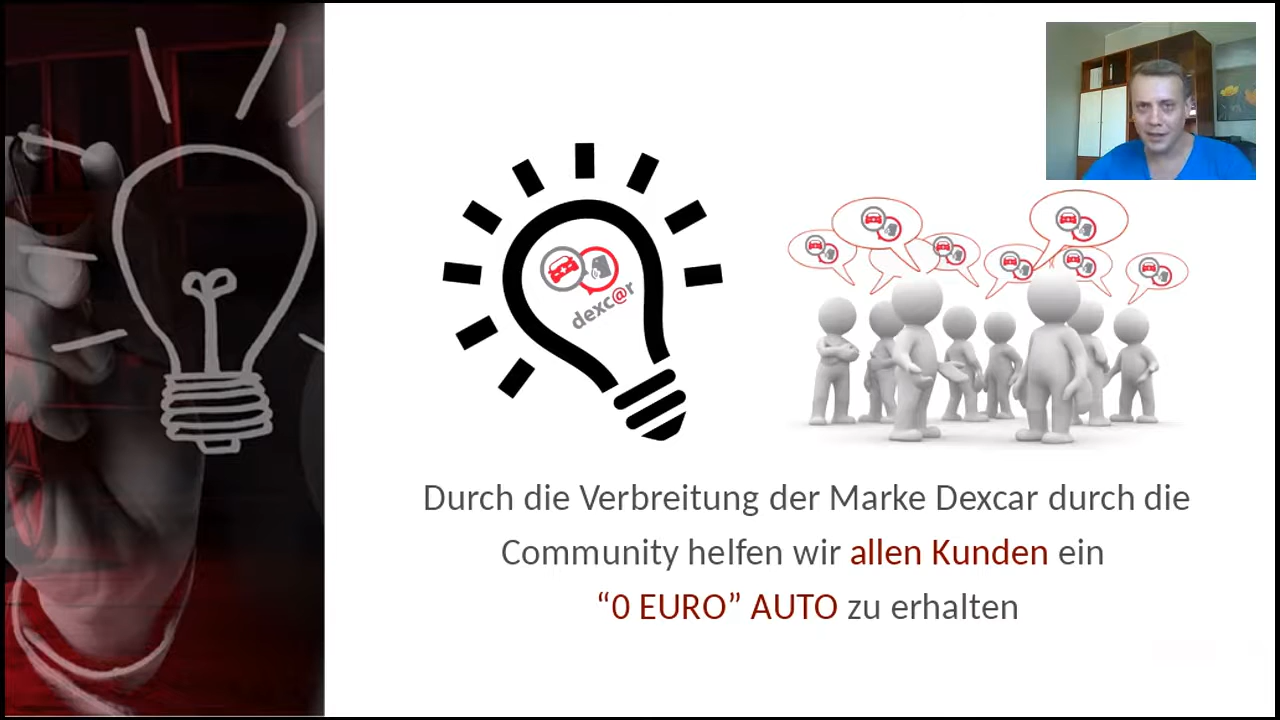 dexc@r
Durch die Verbreitung der Marke Dexcar durch die
Community helfen wir allen Kunden ein
“0 EURO” AUTO zu erhalten